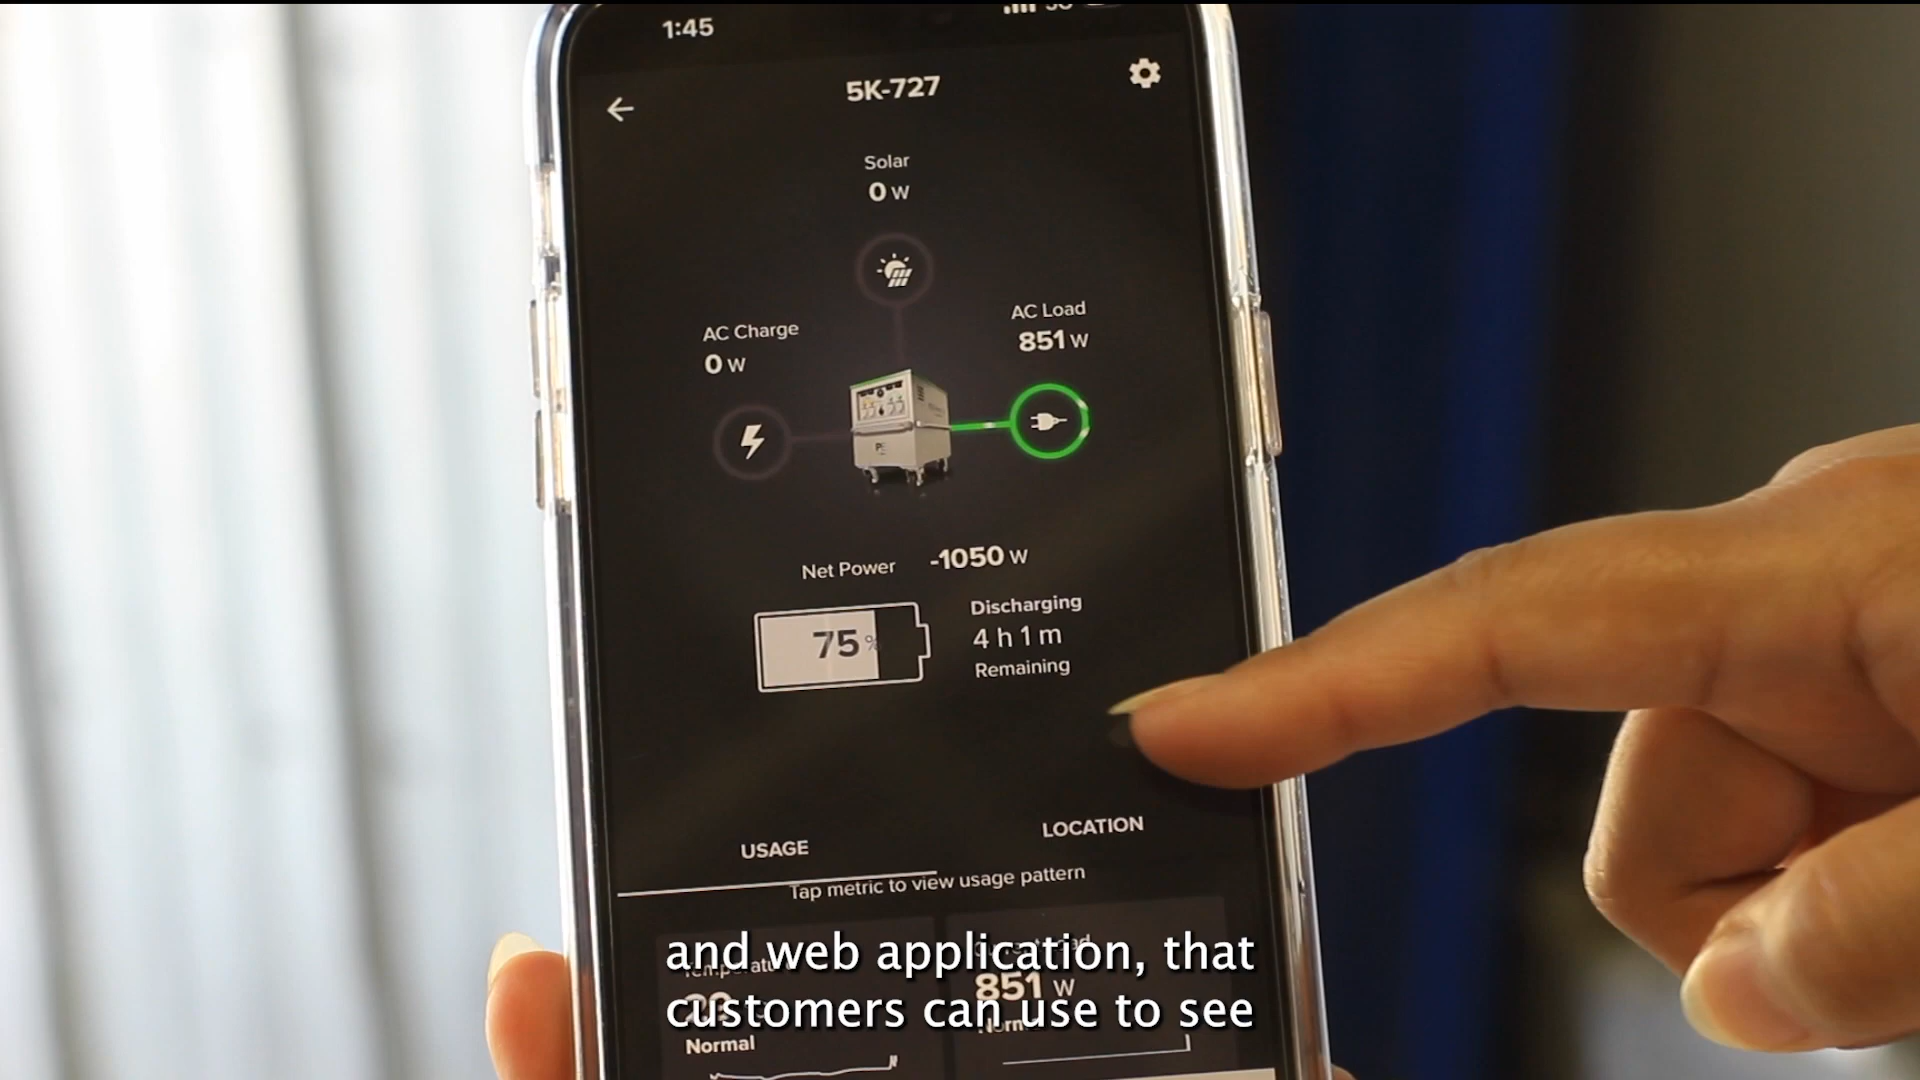 1:45
5K-727
Solar
0 W
AC Charge
0 W
AC Load
851 W
Net Power -1050 W
75 %
Discharging
4 h 1 m
Remaining
USAGE
LOCATION
Tap metric to view usage pattern
851 W
Normal
and web application, that
customers can use to see